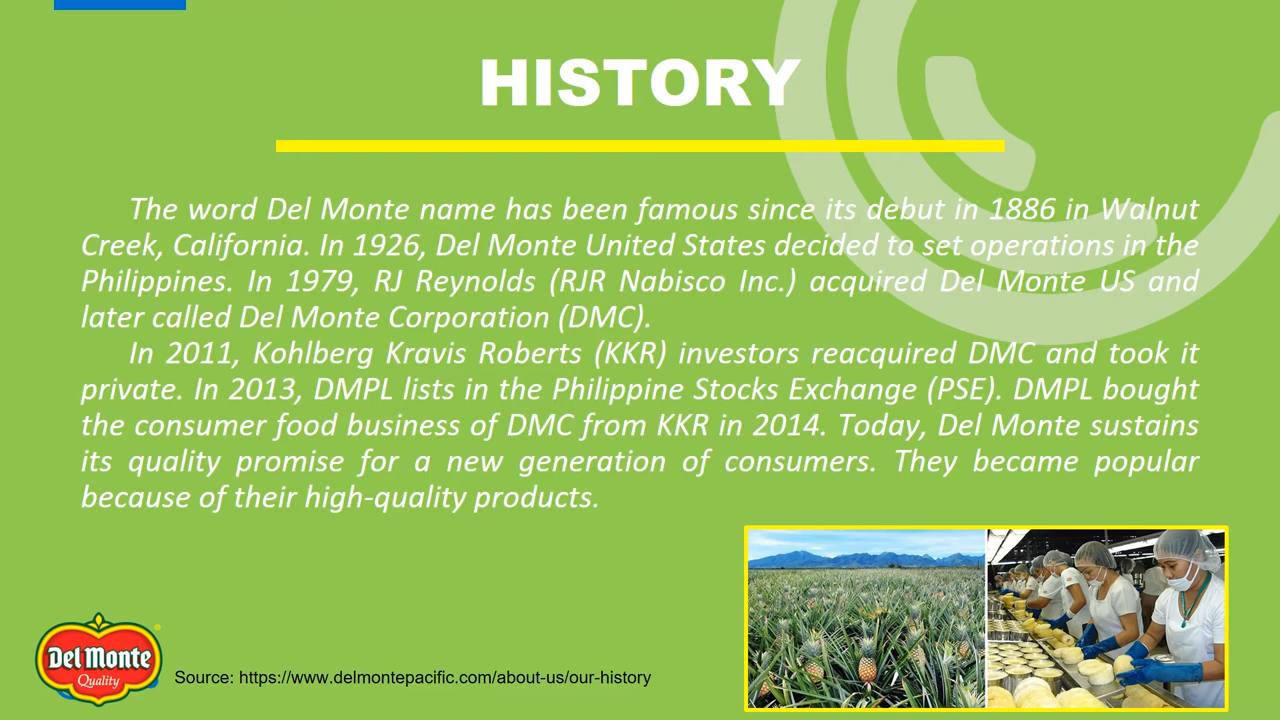 HISTORY
The word Del Monte name has been famous since its debut in 1886 in Walnut
Creek, California. In 1926, Del Monte United States decided to set operations in the
Philippines. In 1979, RJ Reynolds (RJR Nabisco Inc.) acquired Del Monte US and
later called Del Monte Corporation (DMC).
In 2011, Kohlberg Kravis Roberts (KKR) investors reacquired DMC and took it
private. In 2013, DMPL lists in the Philippine Stocks Exchange (PSE). DMPL bought
the consumer food business of DMC from KKR in 2014. Today, Del Monte sustains
its quality promise for a new generation of consumers. They became popular
because of their high-quality products.
Del Monte
Quality
Source: https://www.delmontepacific.com/about-us/our-history